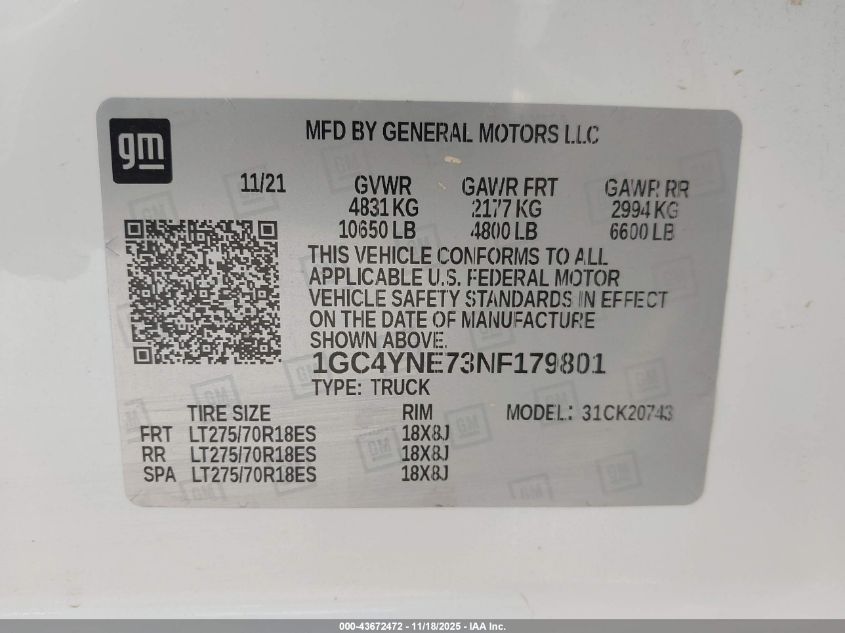 gm
MFD BY GENERAL MOTORS LLC
11/21 GVWR GAWR FRT GAWR RR
4831 KG 2177 KG 2994 KG
10650 LB 4800 LB 6600 LB
THIS VEHICLE CONFORMS TO ALL
APPLICABLE U.S. FEDERAL MOTOR
VEHICLE SAFETY STANDARDS IN EFFECT
ON THE DATE OF MANUFACTURE
SHOWN ABOVE.
1GC4YNE73NF179801
TYPE: TRUCK
TIRE SIZE RIM MODEL: 31CK20743
FRT LT275/70R18ES 18X8J
RR LT275/70R18ES 18X8J
SPA LT275/70R18ES 18X8J
000-43672472 - 11/18/2025 - IAA Inc.